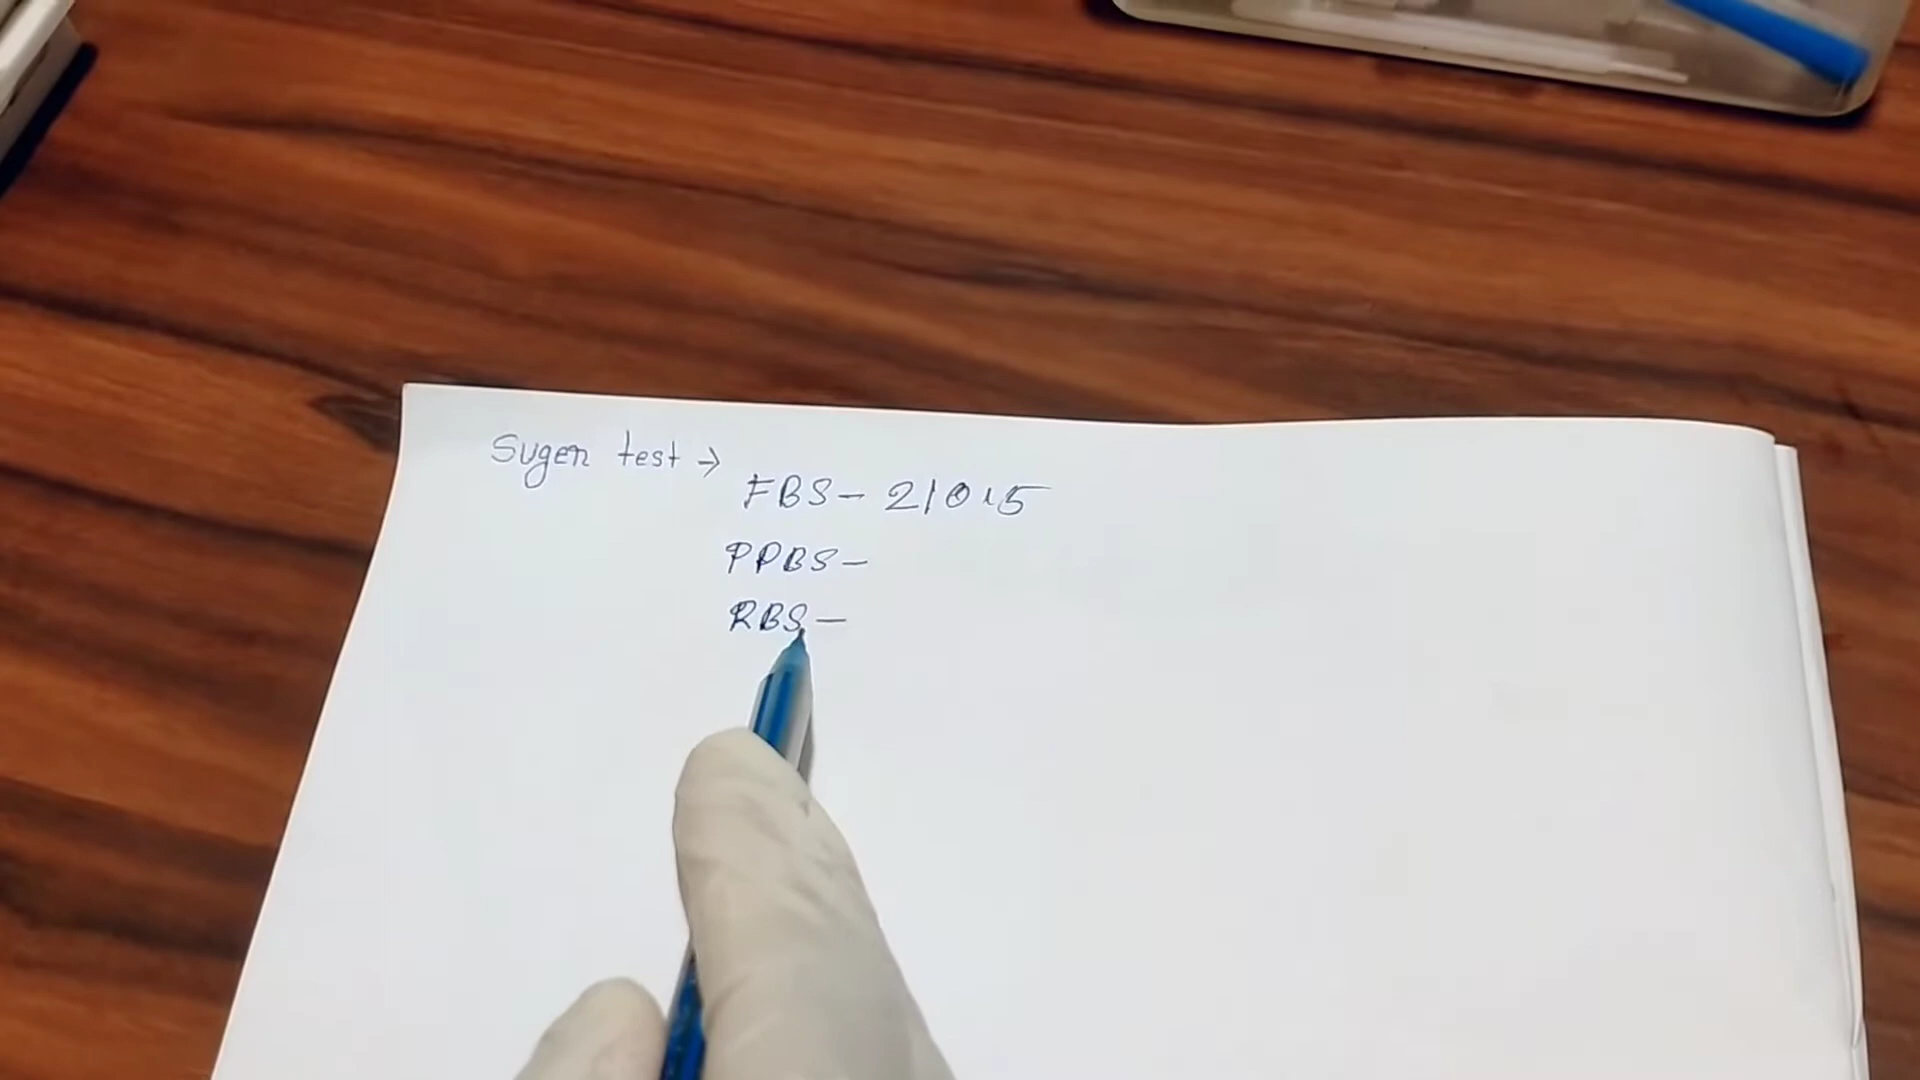 Sugen test →
FBS - 21015
PPBS -
RBS -